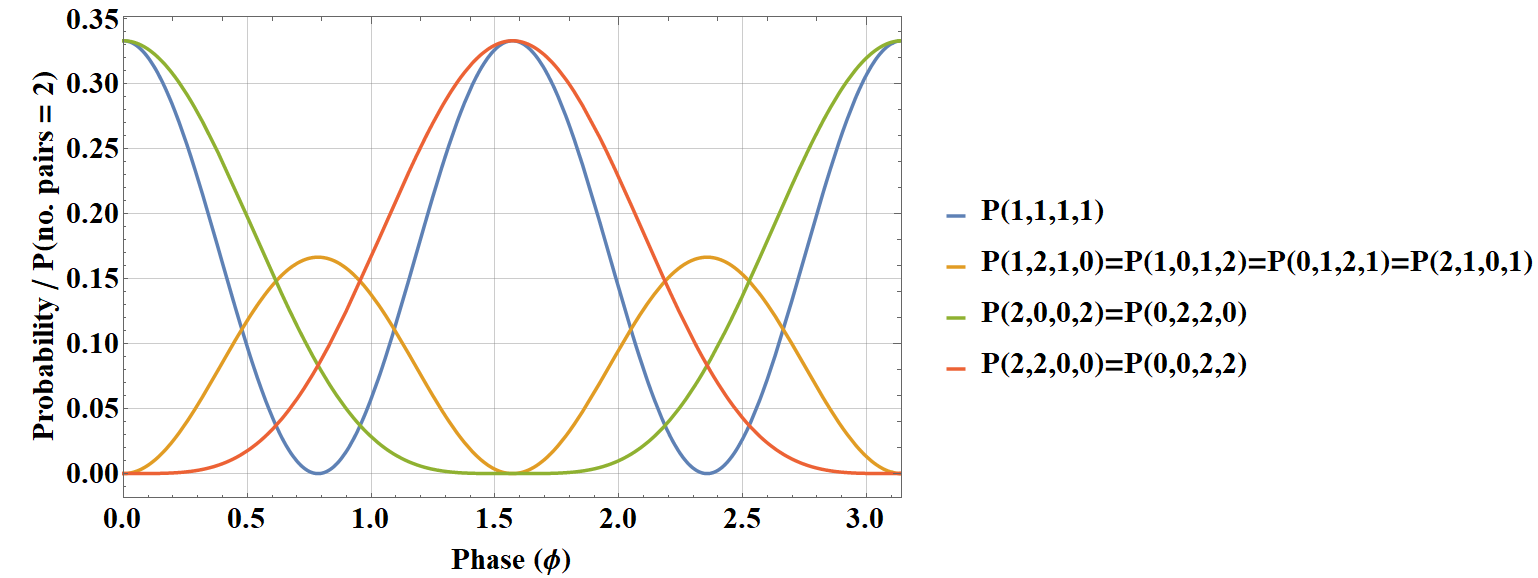 Probability / P(no. pairs = 2)
0.35
0.30
0.25
0.20
0.15
0.10
0.05
0.00
0.0 0.5 1.0 1.5 2.0 2.5 3.0
Phase (ϕ)
P(1,1,1,1)
P(1,2,1,0)=P(1,0,1,2)=P(0,1,2,1)=P(2,1,0,1)
P(2,0,0,2)=P(0,2,2,0)
P(2,2,0,0)=P(0,0,2,2)